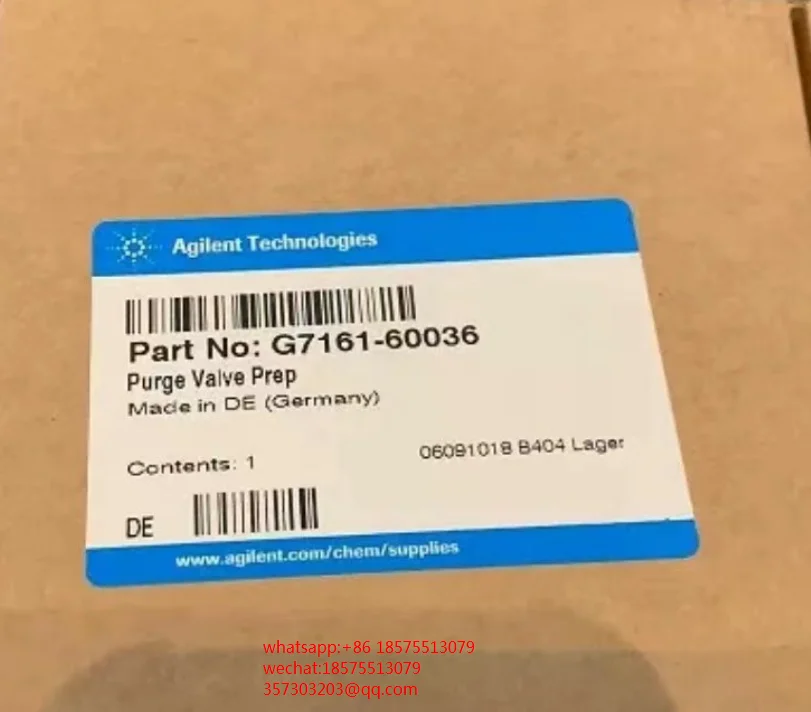 Agilent Technologies
Part No: G7161-60036
Purge Valve Prep
Made in DE (Germany)
Contents: 1
06091018 B404 Lager
DE
www.agilent.com/chem/supplies
whatsapp:+86 18575513079
wechat:18575513079
357303203@qq.com